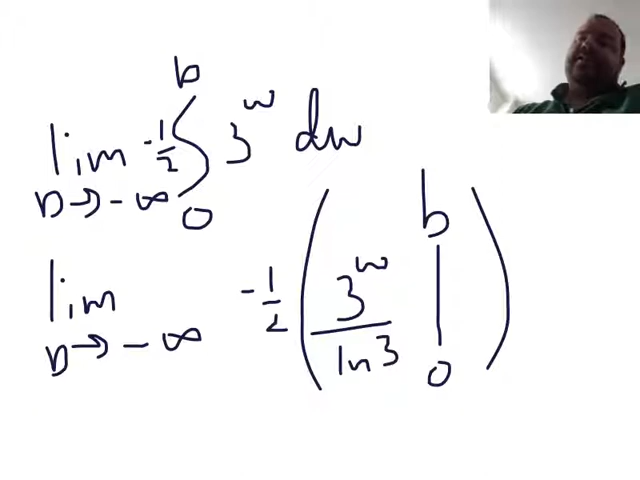 lim b→-∞ -1/2 ∫₀ᵇ 3ʷ dw
lim b→-∞ -1/2 ( 3ʷ/ln3 |₀ᵇ )